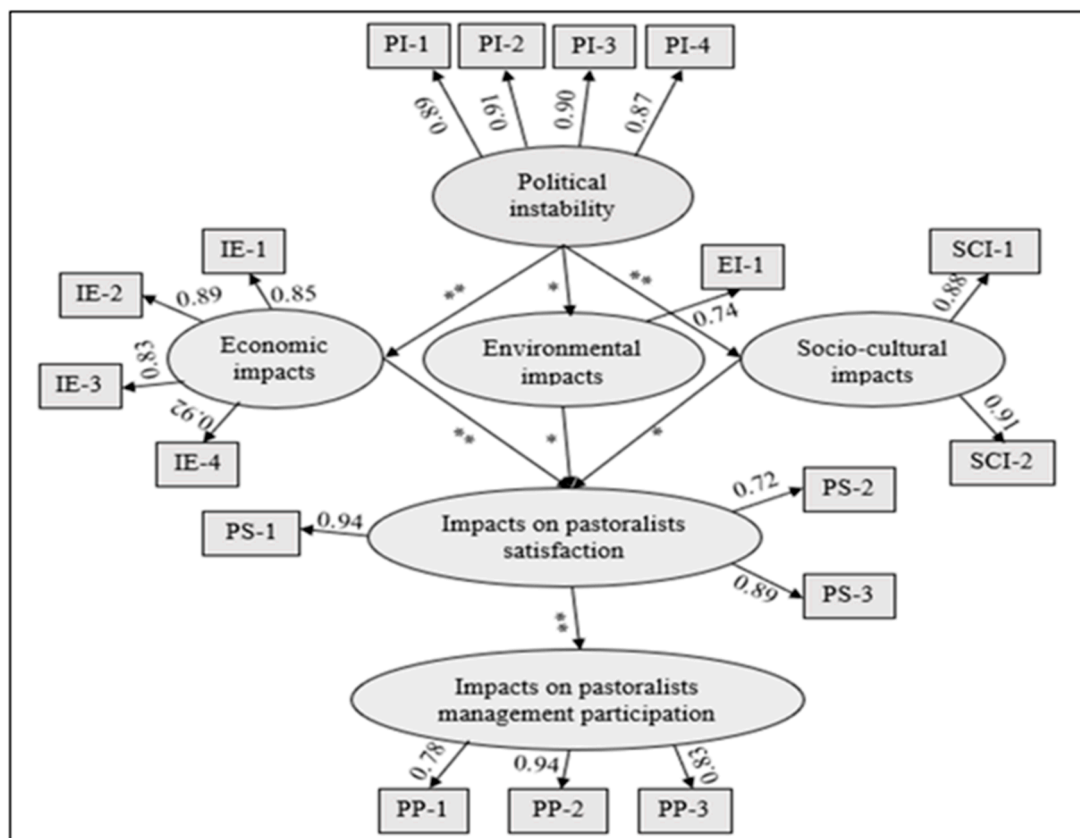 PI-1
PI-2
PI-3
PI-4
0.89
0.91
0.90
0.87
Political
instability
IE-1
EI-1
SCI-1
IE-2
0.89
0.85
**
*
**
0.74
0.88
Economic
impacts
Environmental
impacts
Socio-cultural
impacts
IE-3
0.83
IE-4
0.92
0.91
SCI-2
**
*
*
PS-1
0.94
Impacts on pastoralists
satisfaction
0.72
PS-2
0.89
PS-3
**
Impacts on pastoralists
management participation
0.78
0.94
0.83
PP-1
PP-2
PP-3